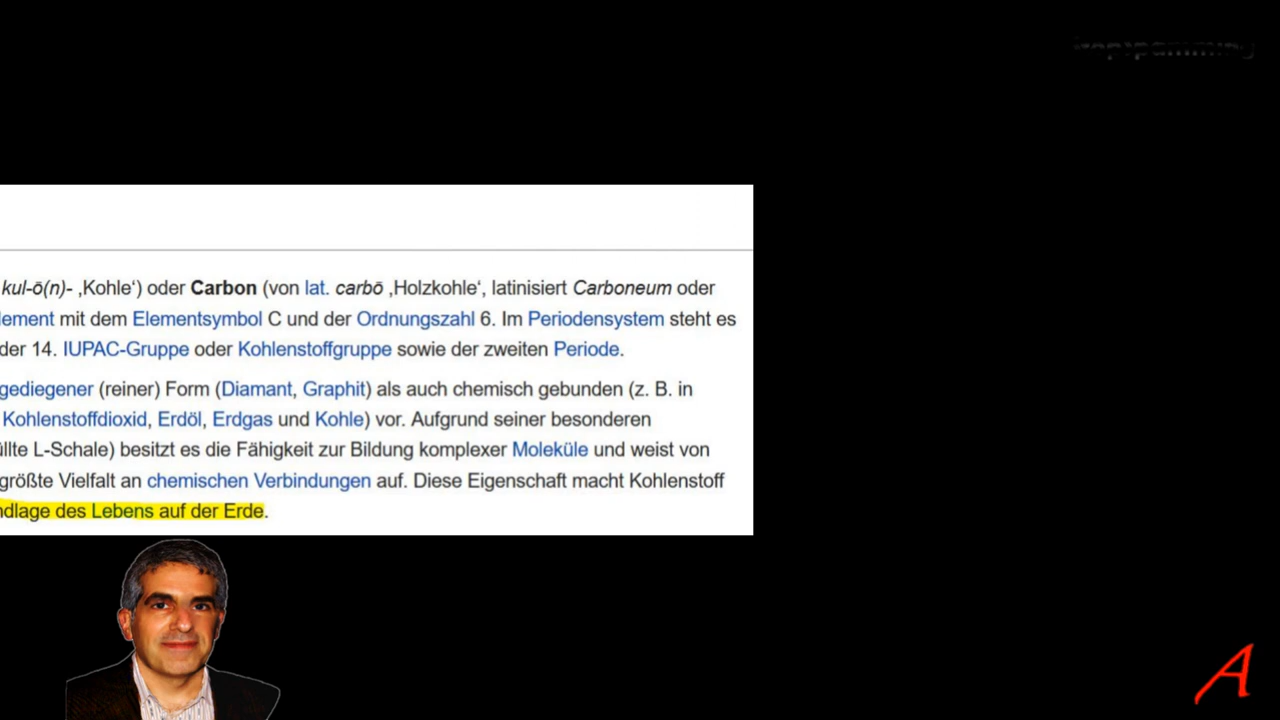 kul-ō(n)- ‚Kohle‘) oder Carbon (von lat. carbō ‚Holzkohle‘, latinisiert Carboneum oder
lement mit dem Elementsymbol C und der Ordnungszahl 6. Im Periodensystem steht es
der 14. IUPAC-Gruppe oder Kohlenstoffgruppe sowie der zweiten Periode.
gediegener (reiner) Form (Diamant, Graphit) als auch chemisch gebunden (z. B. in
Kohlenstoffdioxid, Erdöl, Erdgas und Kohle) vor. Aufgrund seiner besonderen
üllte L-Schale) besitzt es die Fähigkeit zur Bildung komplexer Moleküle und weist von
größte Vielfalt an chemischen Verbindungen auf. Diese Eigenschaft macht Kohlenstoff
ndlage des Lebens auf der Erde.
A